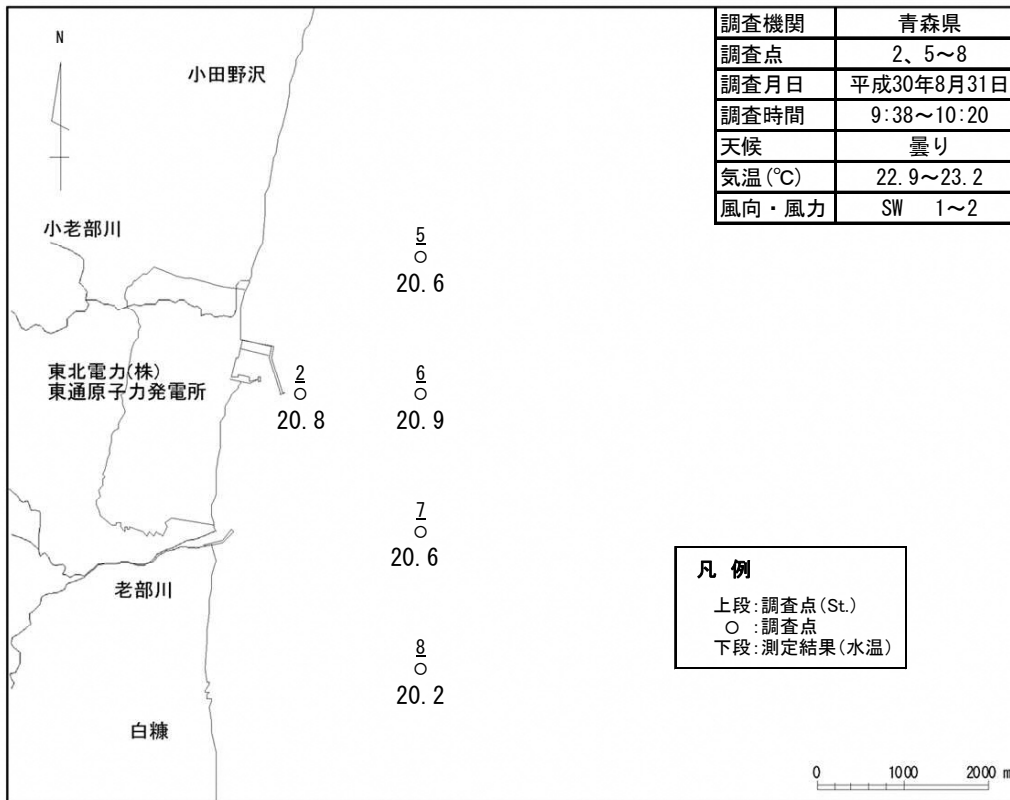 調査機関 青森県
調査点 2、5～8
調査月日 平成30年8月31日
調査時間 9:38～10:20
天候 曇り
気温(℃) 22.9～23.2
風向・風力 SW 1～2
N
小田野沢
小老部川
5
20.6
東北電力(株)
東通原子力発電所
2
20.8
6
20.9
7
20.6
老部川
凡 例
上段:調査点(St.)
○ :調査点
下段:測定結果(水温)
8
20.2
白糠
0 1000 2000 m